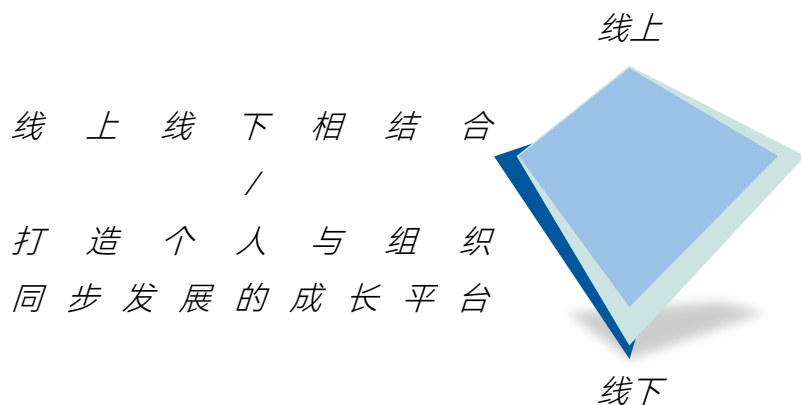 线上
线上线下相结合
/
打造个人与组织
同步发展的成长平台
线下